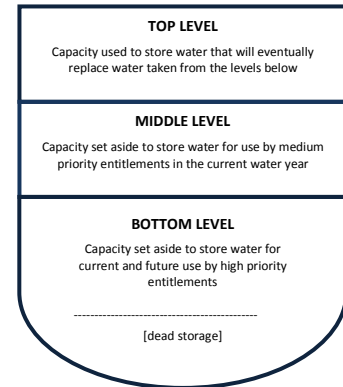 TOP LEVEL
Capacity used to store water that will eventually
replace water taken from the levels below
MIDDLE LEVEL
Capacity set aside to store water for use by medium
priority entitlements in the current water year
BOTTOM LEVEL
Capacity set aside to store water for
current and future use by high priority
entitlements
[dead storage]